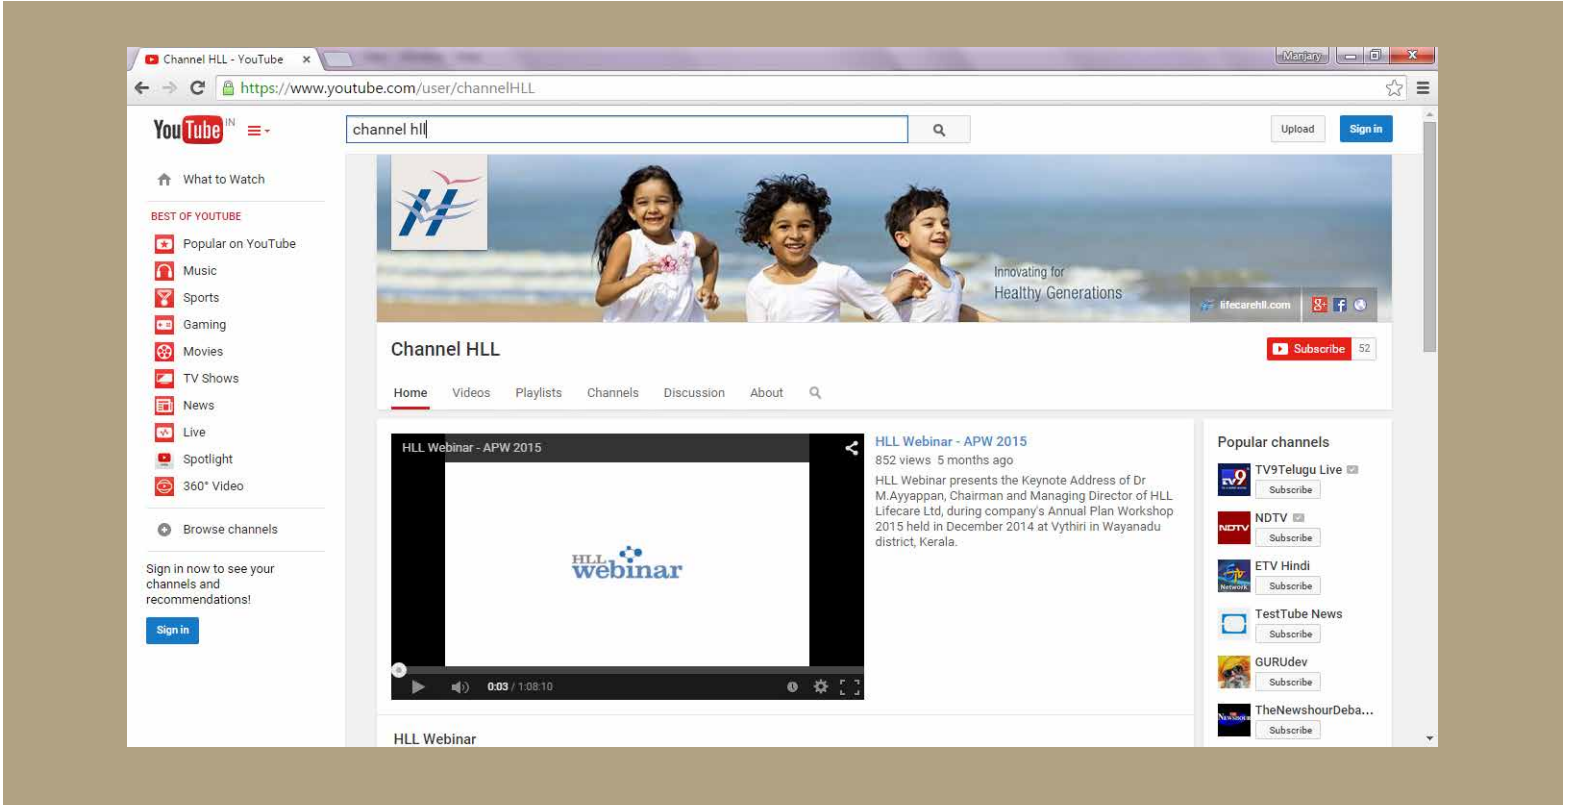 Channel HLL - YouTube
Manjary
https://www.youtube.com/user/channelHLL
YouTube IN
channel hll
Upload
Sign in
What to Watch
BEST OF YOUTUBE
Popular on YouTube
Music
Sports
Gaming
Movies
TV Shows
News
Live
Spotlight
360° Video
Browse channels
Sign in now to see your
channels and
recommendations!
Sign in
H
Innovating for
Healthy Generations
lifecarehll.com
Channel HLL
Subscribe 52
Home Videos Playlists Channels Discussion About
HLL Webinar - APW 2015
HLL
webinar
0:03 / 1:08:10
HLL Webinar - APW 2015
852 views 5 months ago
HLL Webinar presents the Keynote Address of Dr
M.Ayyappan, Chairman and Managing Director of HLL
Lifecare Ltd, during company's Annual Plan Workshop
2015 held in December 2014 at Vythiri in Wayanadu
district, Kerala.
HLL Webinar
Popular channels
TV9Telugu Live
Subscribe
NDTV
Subscribe
ETV Hindi
Subscribe
TestTube News
Subscribe
GURUdev
Subscribe
TheNewshourDeba...
Subscribe